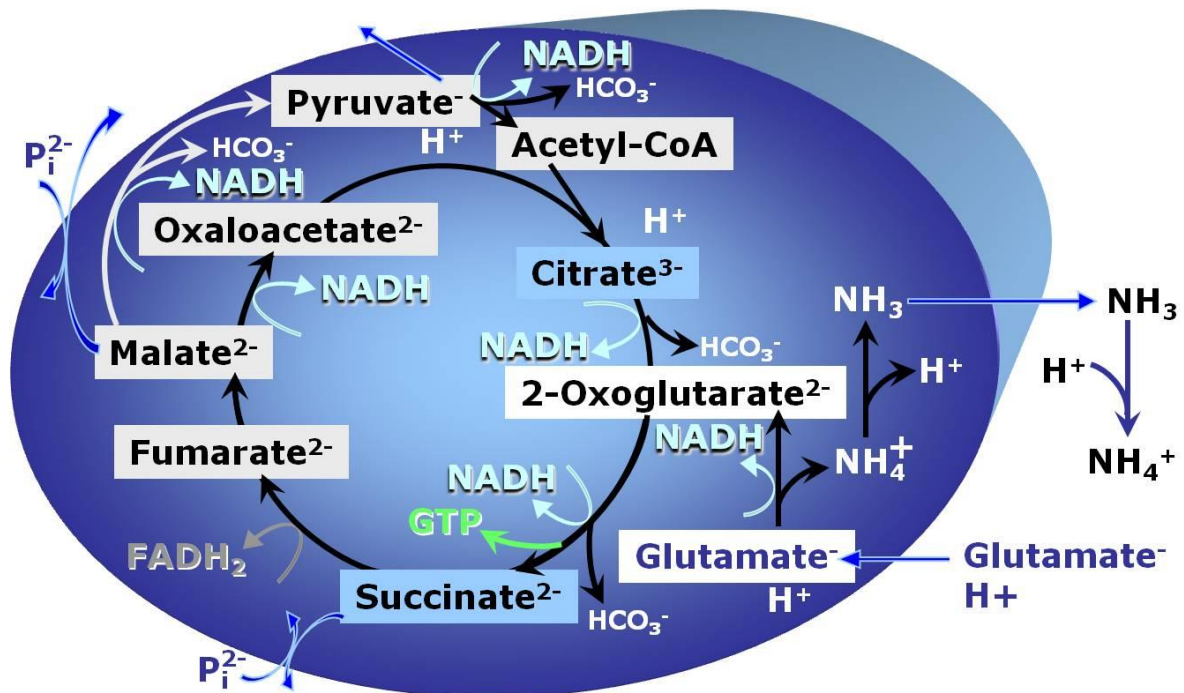 NADH
HCO₃⁻
Pyruvate⁻
H⁺
Acetyl-CoA
Pᵢ²⁻
HCO₃⁻
NADH
Oxaloacetate²⁻
H⁺
Citrate³⁻
NADH
NH₃
NH₃
Malate²⁻
NADH
HCO₃⁻
2-Oxoglutarate²⁻
H⁺
H⁺
Fumarate²⁻
NADH
NH₄⁺
NH₄⁺
NADH
GTP
FADH₂
Glutamate⁻
H⁺
Glutamate⁻
H+
Succinate²⁻
HCO₃⁻
Pᵢ²⁻